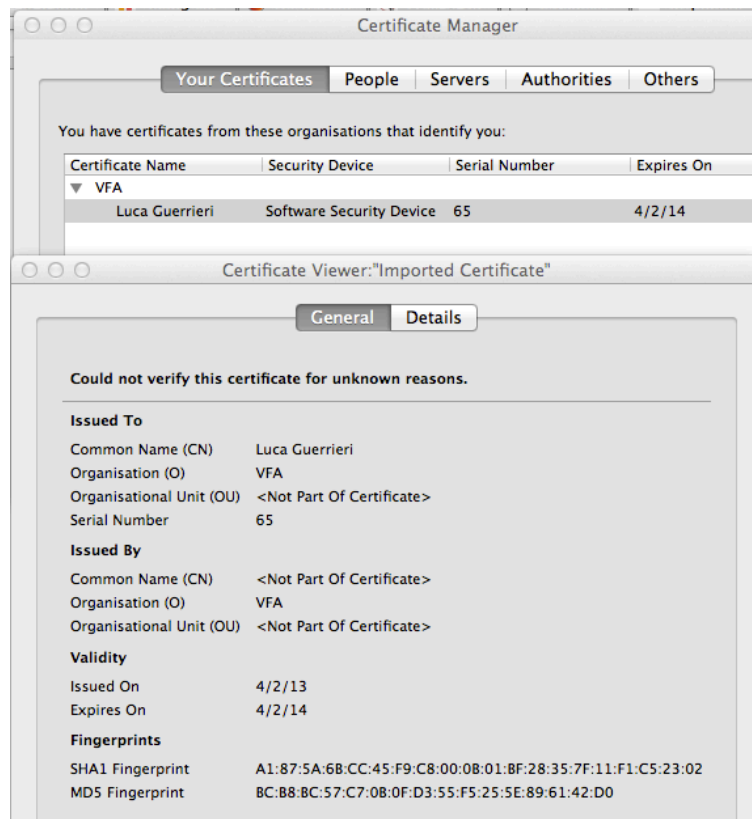 Certificate Manager
Your Certificates People Servers Authorities Others
You have certificates from these organisations that identify you:
Certificate Name Security Device Serial Number Expires On
VFA
Luca Guerrieri Software Security Device 65 4/2/14
Certificate Viewer:"Imported Certificate"
General Details
Could not verify this certificate for unknown reasons.
Issued To
Common Name (CN) Luca Guerrieri
Organisation (O) VFA
Organisational Unit (OU) <Not Part Of Certificate>
Serial Number 65
Issued By
Common Name (CN) <Not Part Of Certificate>
Organisation (O) VFA
Organisational Unit (OU) <Not Part Of Certificate>
Validity
Issued On 4/2/13
Expires On 4/2/14
Fingerprints
SHA1 Fingerprint A1:87:5A:6B:CC:45:F9:C8:00:0B:01:BF:28:35:7F:11:F1:C5:23:02
MD5 Fingerprint BC:B8:BC:57:C7:0B:0F:D3:55:F5:25:5E:89:61:42:D0